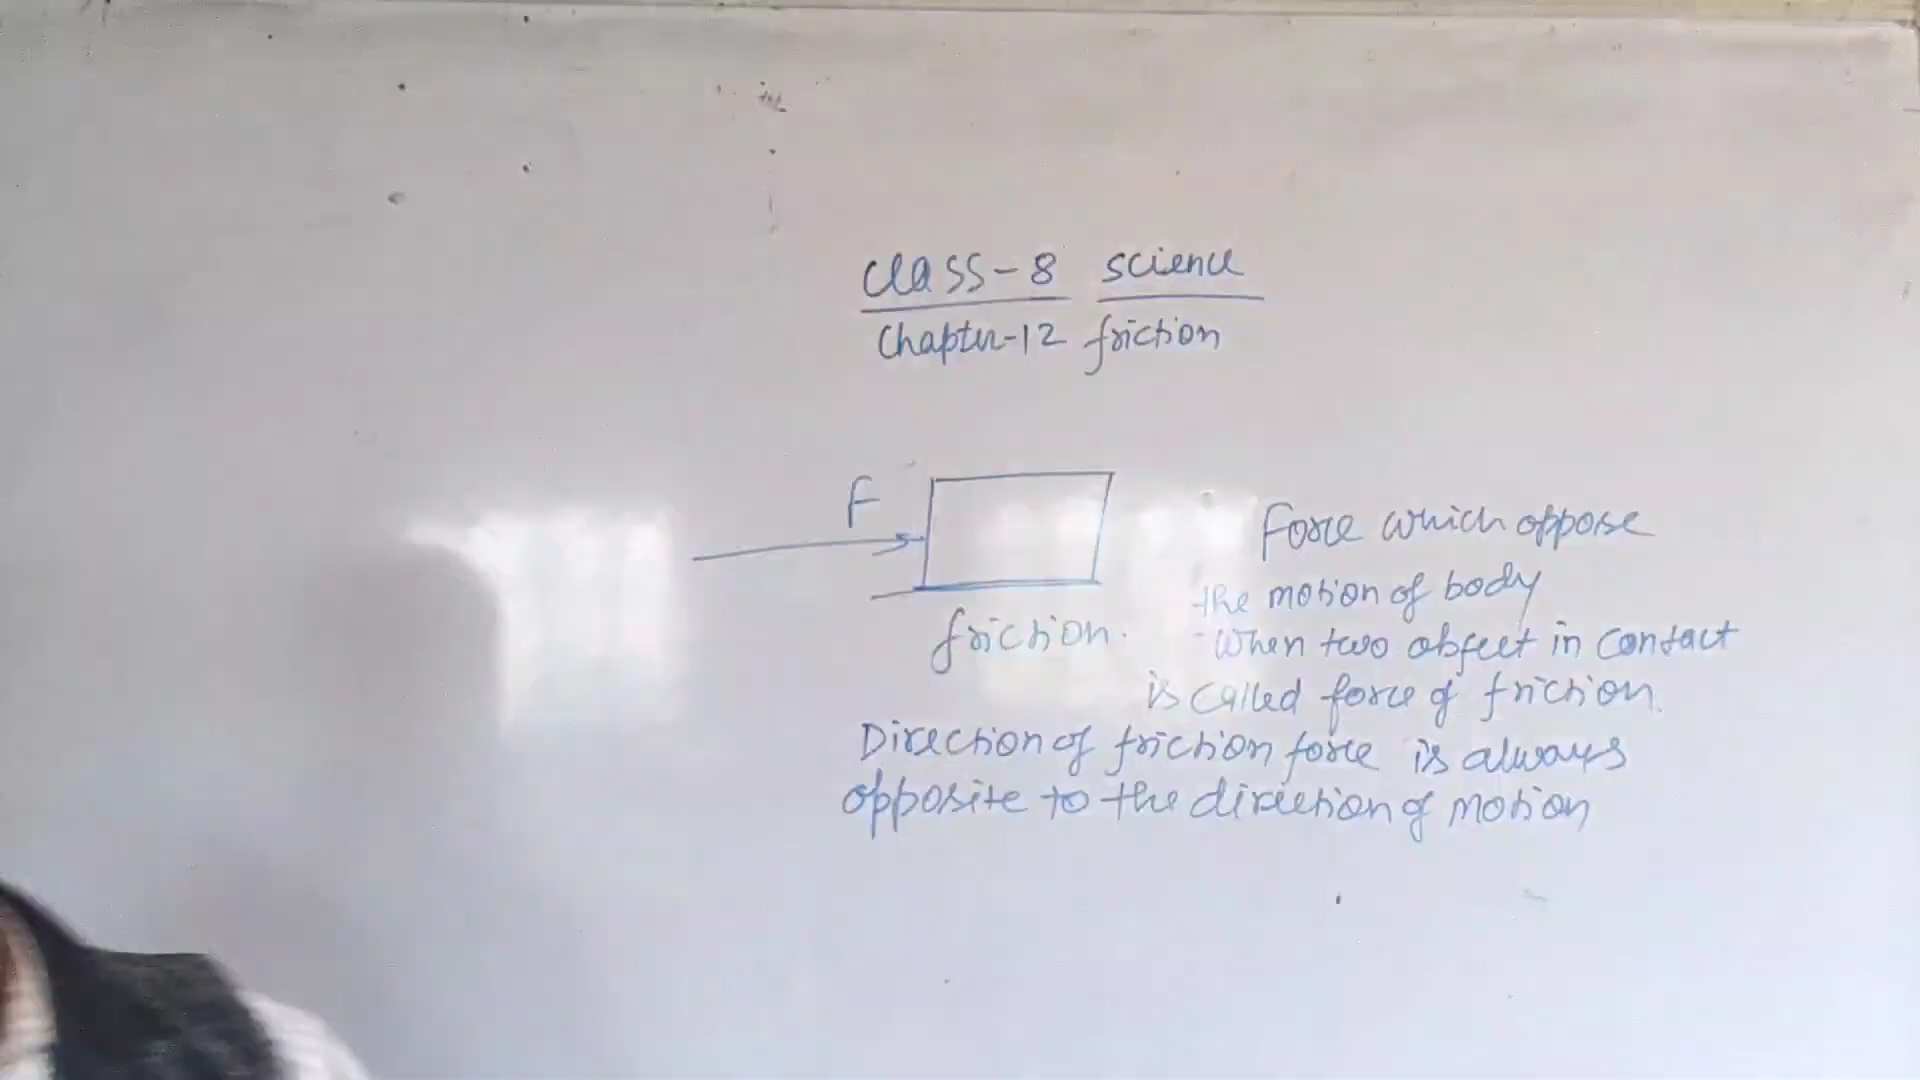 class-8 science
Chapter-12 friction
F
friction.
Force which oppose
the motion of body
-when two object in contact
is called force of friction.
Direction of friction force is always
opposite to the direction of motion